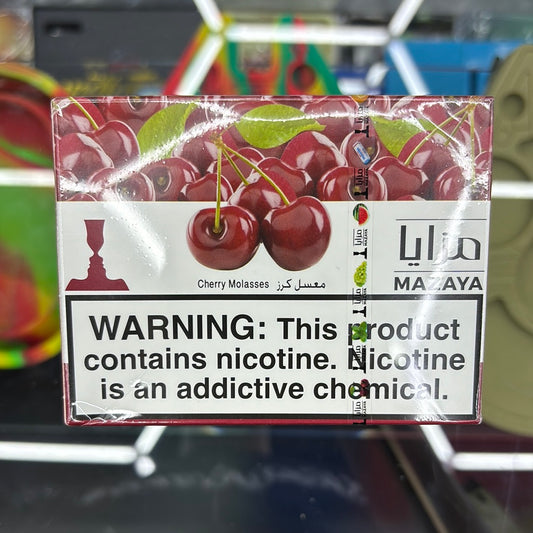 Cherry Molasses معسل كرز
مزايا
MAZAYA
WARNING: This product
contains nicotine. Nicotine
is an addictive chemical.